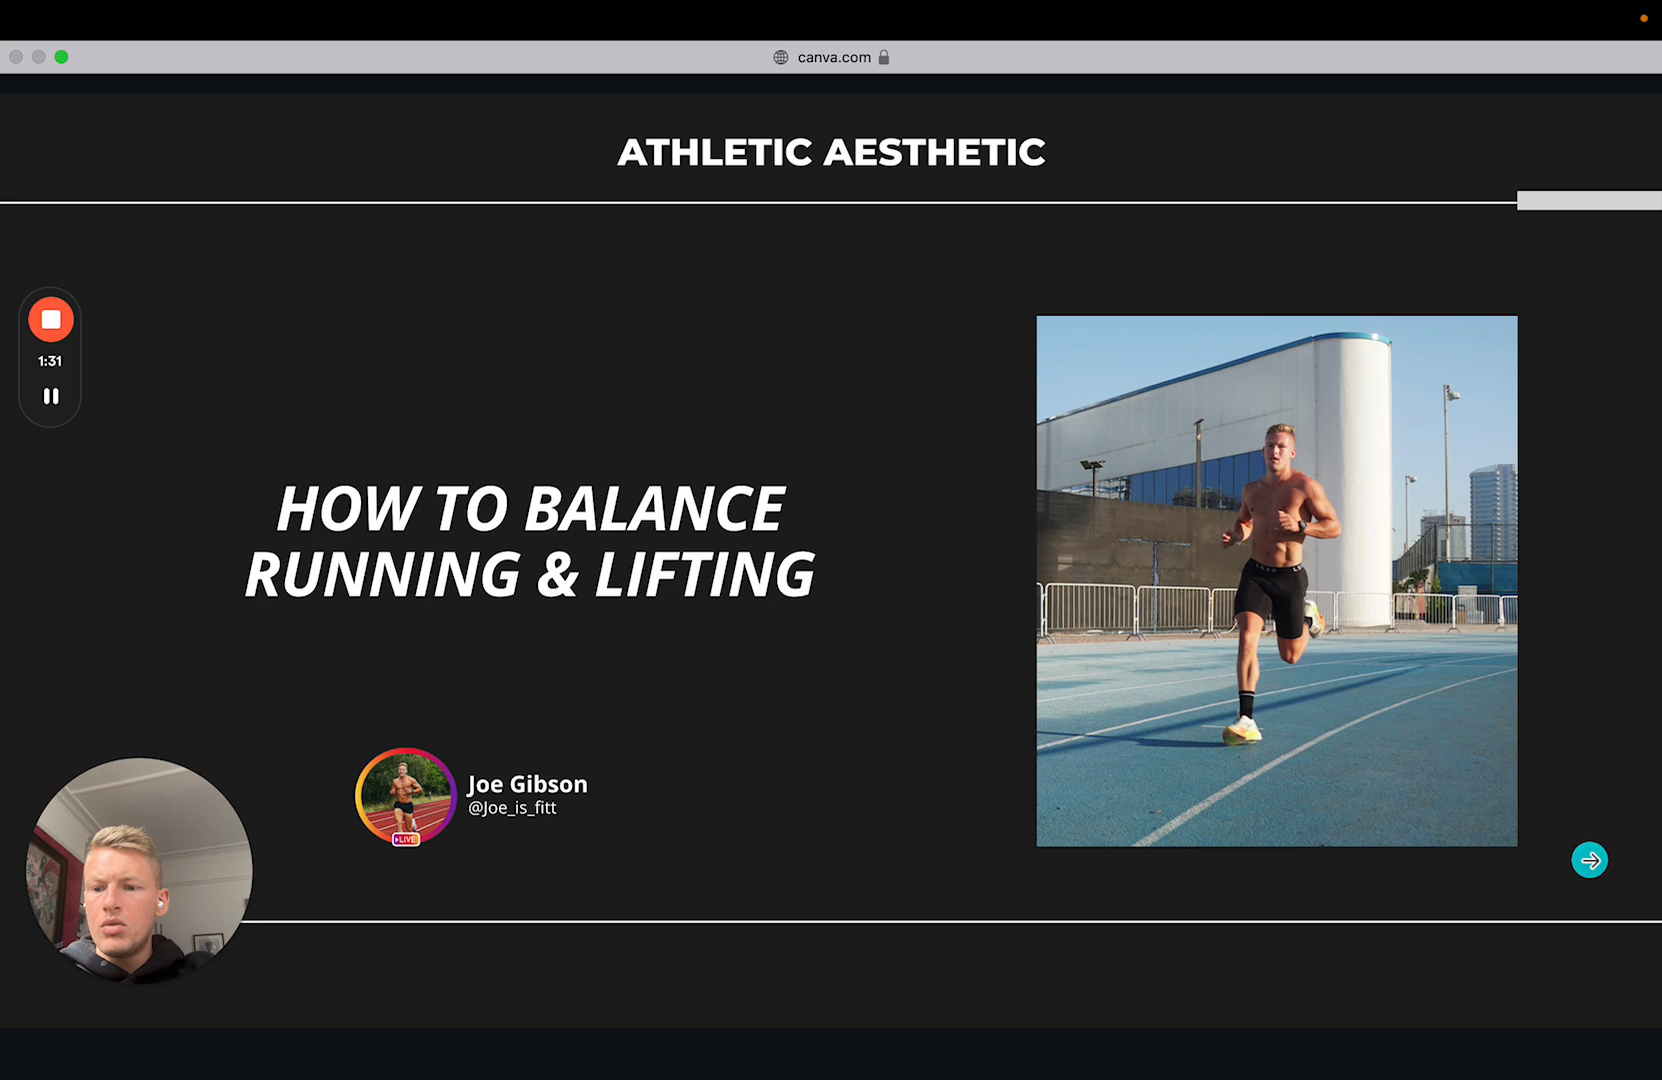 canva.com
ATHLETIC AESTHETIC
1:31
HOW TO BALANCE
RUNNING & LIFTING
Joe Gibson
@Joe_is_fitt
LIVE